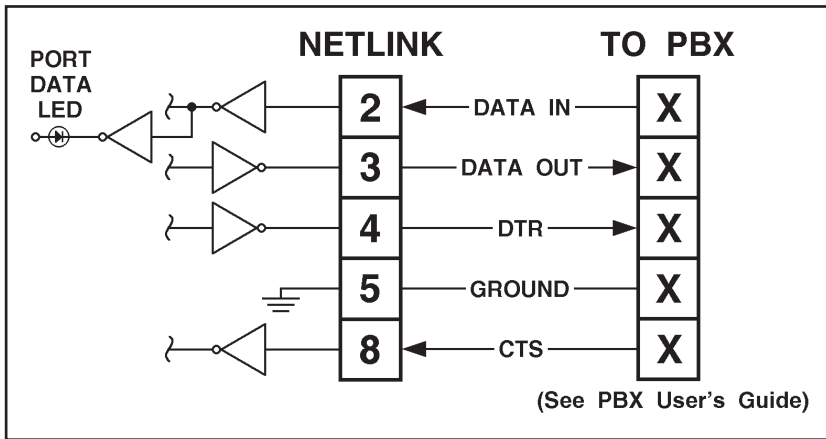 NETLINK TO PBX
PORT
DATA
LED
2 DATA IN X
3 DATA OUT X
4 DTR X
5 GROUND X
8 CTS X
(See PBX User's Guide)